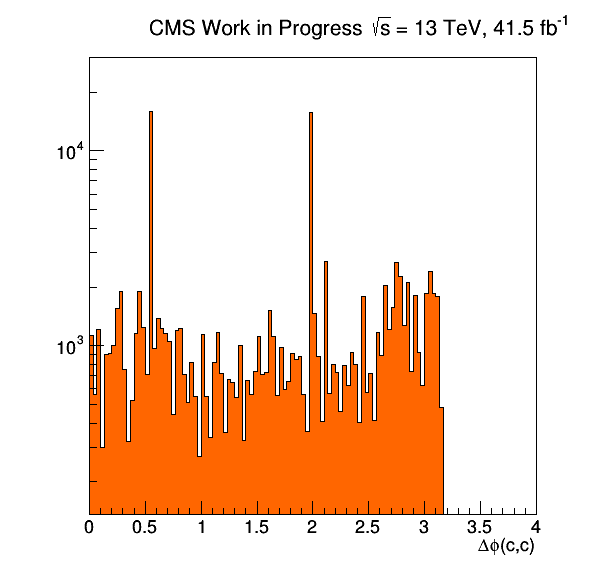 CMS Work in Progress √s = 13 TeV, 41.5 fb⁻¹
10⁴
10³
0 0.5 1 1.5 2 2.5 3 3.5 4
Δϕ(c,c)